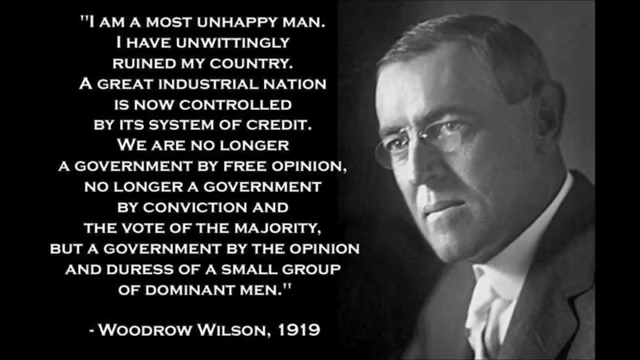 "I AM A MOST UNHAPPY MAN.
I HAVE UNWITTINGLY
RUINED MY COUNTRY.
A GREAT INDUSTRIAL NATION
IS NOW CONTROLLED
BY ITS SYSTEM OF CREDIT.
WE ARE NO LONGER
A GOVERNMENT BY FREE OPINION,
NO LONGER A GOVERNMENT
BY CONVICTION AND
THE VOTE OF THE MAJORITY,
BUT A GOVERNMENT BY THE OPINION
AND DURESS OF A SMALL GROUP
OF DOMINANT MEN."
- WOODROW WILSON, 1919